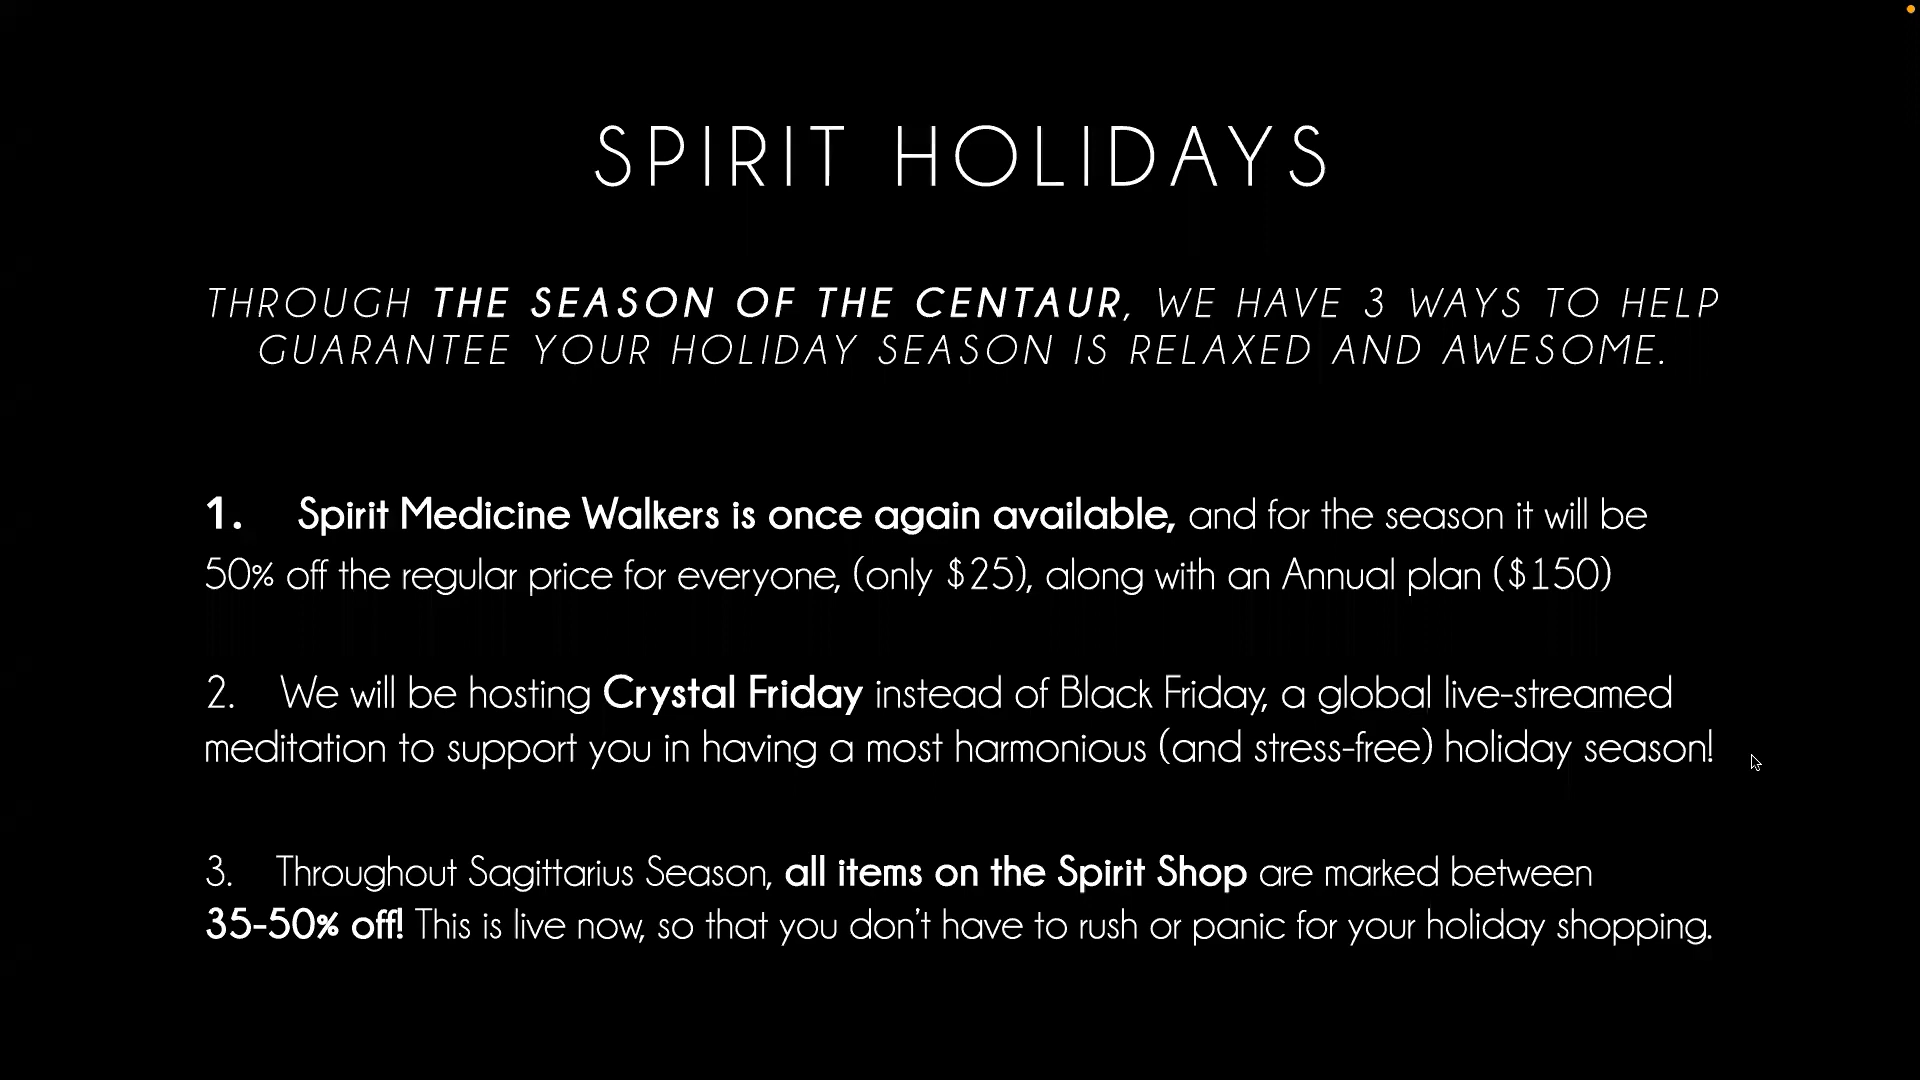 SPIRIT HOLIDAYS
THROUGH THE SEASON OF THE CENTAUR, WE HAVE 3 WAYS TO HELP
GUARANTEE YOUR HOLIDAY SEASON IS RELAXED AND AWESOME.
1. Spirit Medicine Walkers is once again available, and for the season it will be
50% off the regular price for everyone, (only $25), along with an Annual plan ($150)
2. We will be hosting Crystal Friday instead of Black Friday, a global live-streamed
meditation to support you in having a most harmonious (and stress-free) holiday season!
3. Throughout Sagittarius Season, all items on the Spirit Shop are marked between
35-50% off! This is live now, so that you don't have to rush or panic for your holiday shopping.